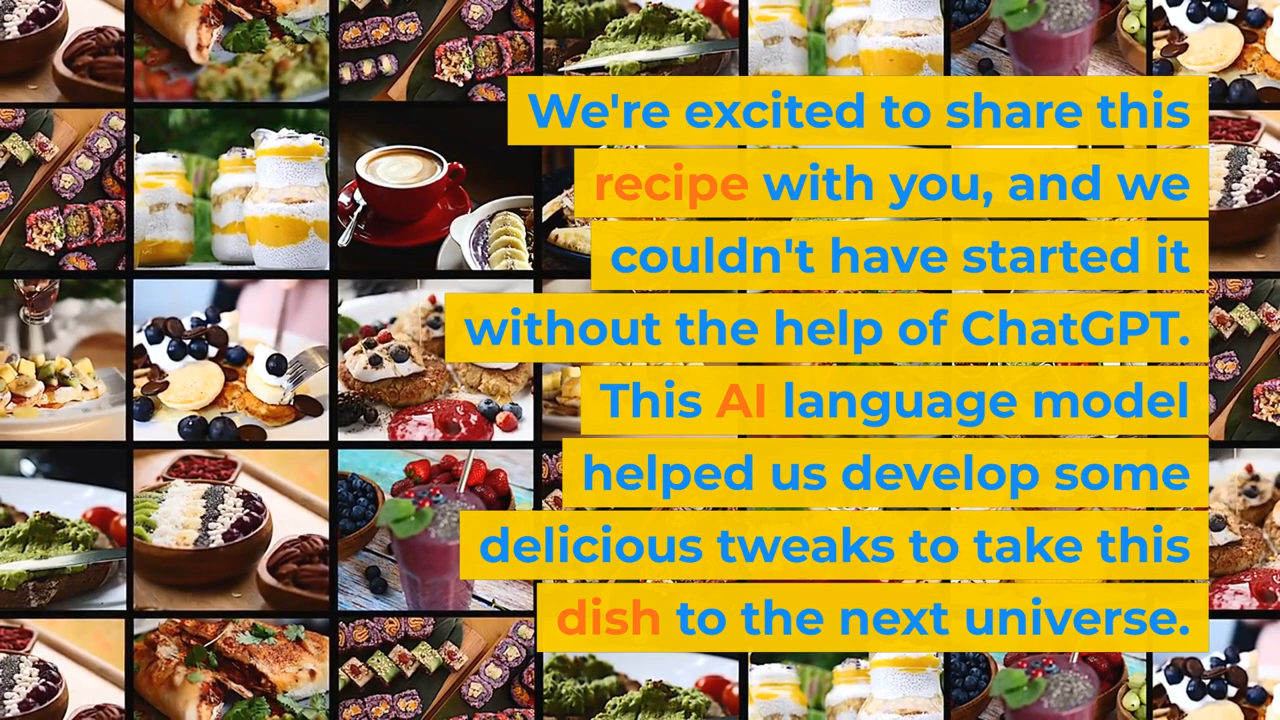 We're excited to share this
recipe with you, and we
couldn't have started it
without the help of ChatGPT.
This AI language model
helped us develop some
delicious tweaks to take this
dish to the next universe.